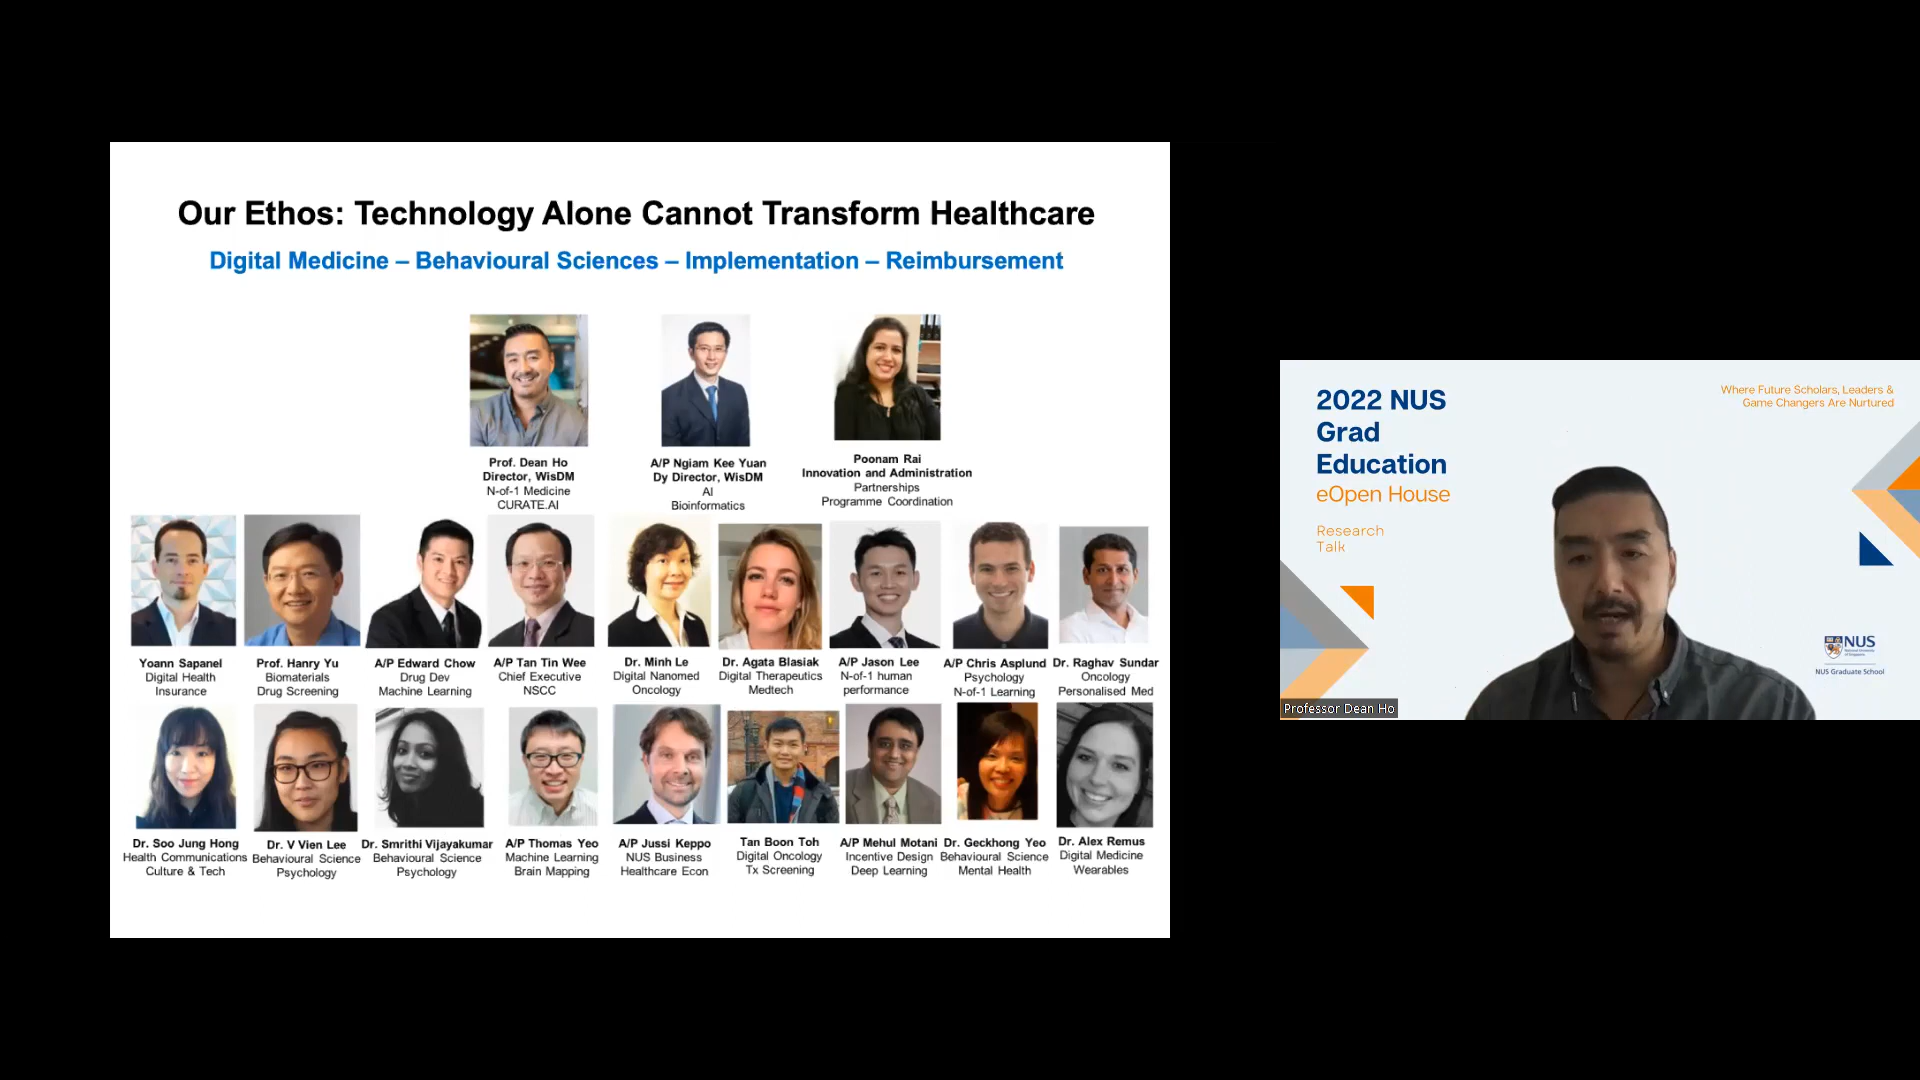 Our Ethos: Technology Alone Cannot Transform Healthcare
Digital Medicine – Behavioural Sciences – Implementation – Reimbursement
Prof. Dean Ho
Director, WisDM
N-of-1 Medicine
CURATE.AI
A/P Ngiam Kee Yuan
Dy Director, WisDM
AI
Bioinformatics
Poonam Rai
Innovation and Administration
Partnerships
Programme Coordination
Yoann Sapanel
Digital Health
Insurance
Prof. Hanry Yu
Biomaterials
Drug Screening
A/P Edward Chow
Drug Dev
Machine Learning
A/P Tan Tin Wee
Chief Executive
NSCC
Dr. Minh Le
Digital Nanomed
Oncology
Dr. Agata Blasiak
Digital Therapeutics
Medtech
A/P Jason Lee
N-of-1 human
performance
A/P Chris Asplund
Psychology
N-of-1 Learning
Dr. Raghav Sundar
Oncology
Personalised Med
Dr. Soo Jung Hong
Health Communications
Culture & Tech
Dr. V Vien Lee
Behavioural Science
Psychology
Dr. Smrithi Vijayakumar
Behavioural Science
Psychology
A/P Thomas Yeo
Machine Learning
Brain Mapping
A/P Jussi Keppo
NUS Business
Healthcare Econ
Tan Boon Toh
Digital Oncology
Tx Screening
A/P Mehul Motani
Incentive Design
Deep Learning
Dr. Geckhong Yeo
Behavioural Science
Mental Health
Dr. Alex Remus
Digital Medicine
Wearables
2022 NUS
Grad
Education
eOpen House
Research
Talk
Where Future Scholars, Leaders &
Game Changers Are Nurtured
NUS
National University
of Singapore
NUS Graduate School
Professor Dean Ho